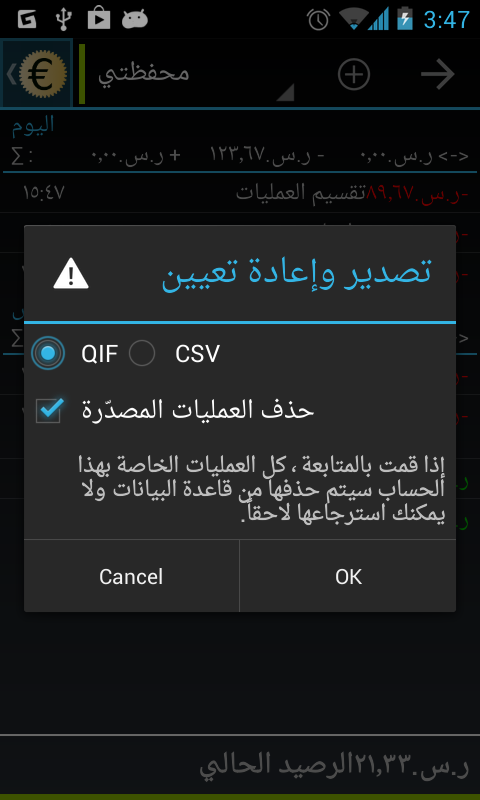 3:47
محفظتي
اليوم
∑ : ر.س.٠,٠٠ + ر.س.١٢٣,٦٧ - ر.س.٠,٠٠ <->
١٥:٤٧ تقسيم العمليات -ر.س.٨٩,٦٧
تصدير وإعادة تعيين
QIF CSV
حذف العمليات المصدّرة
إذا قمت بالمتابعة ، كل العمليات الخاصة بهذا
الحساب سيتم حذفها من قاعدة البيانات ولا
يمكنك استرجاعها لاحقاً.
Cancel OK
ر.س.٢١,٣٣الرصيد الحالي